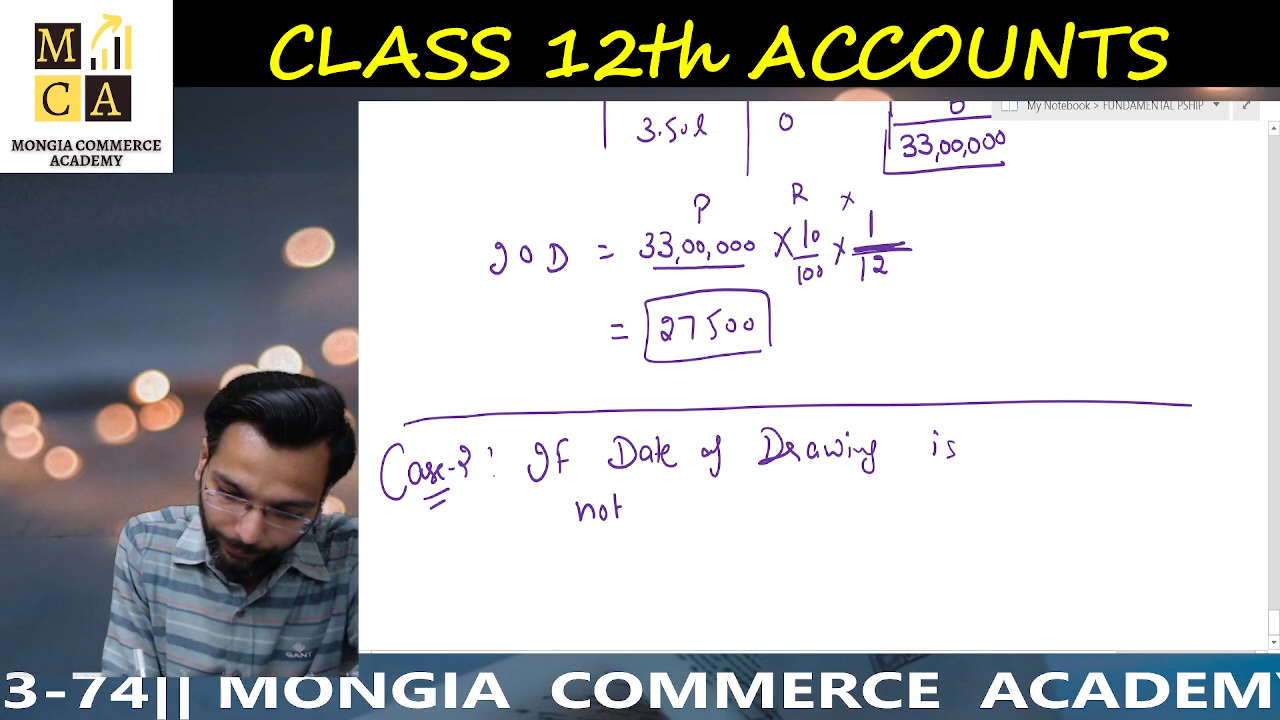 CLASS 12th ACCOUNTS
M
C A
MONGIA COMMERCE
ACADEMY
My Notebook > FUNDAMENTAL PSHIP
0
3.50l 0 33,00,000
P R x
IOD = 33,00,000 X 10/100 x 1/12
= 27500
Case-2: If Date of Drawing is
not
GANT
3-74|| MONGIA COMMERCE ACADEMY